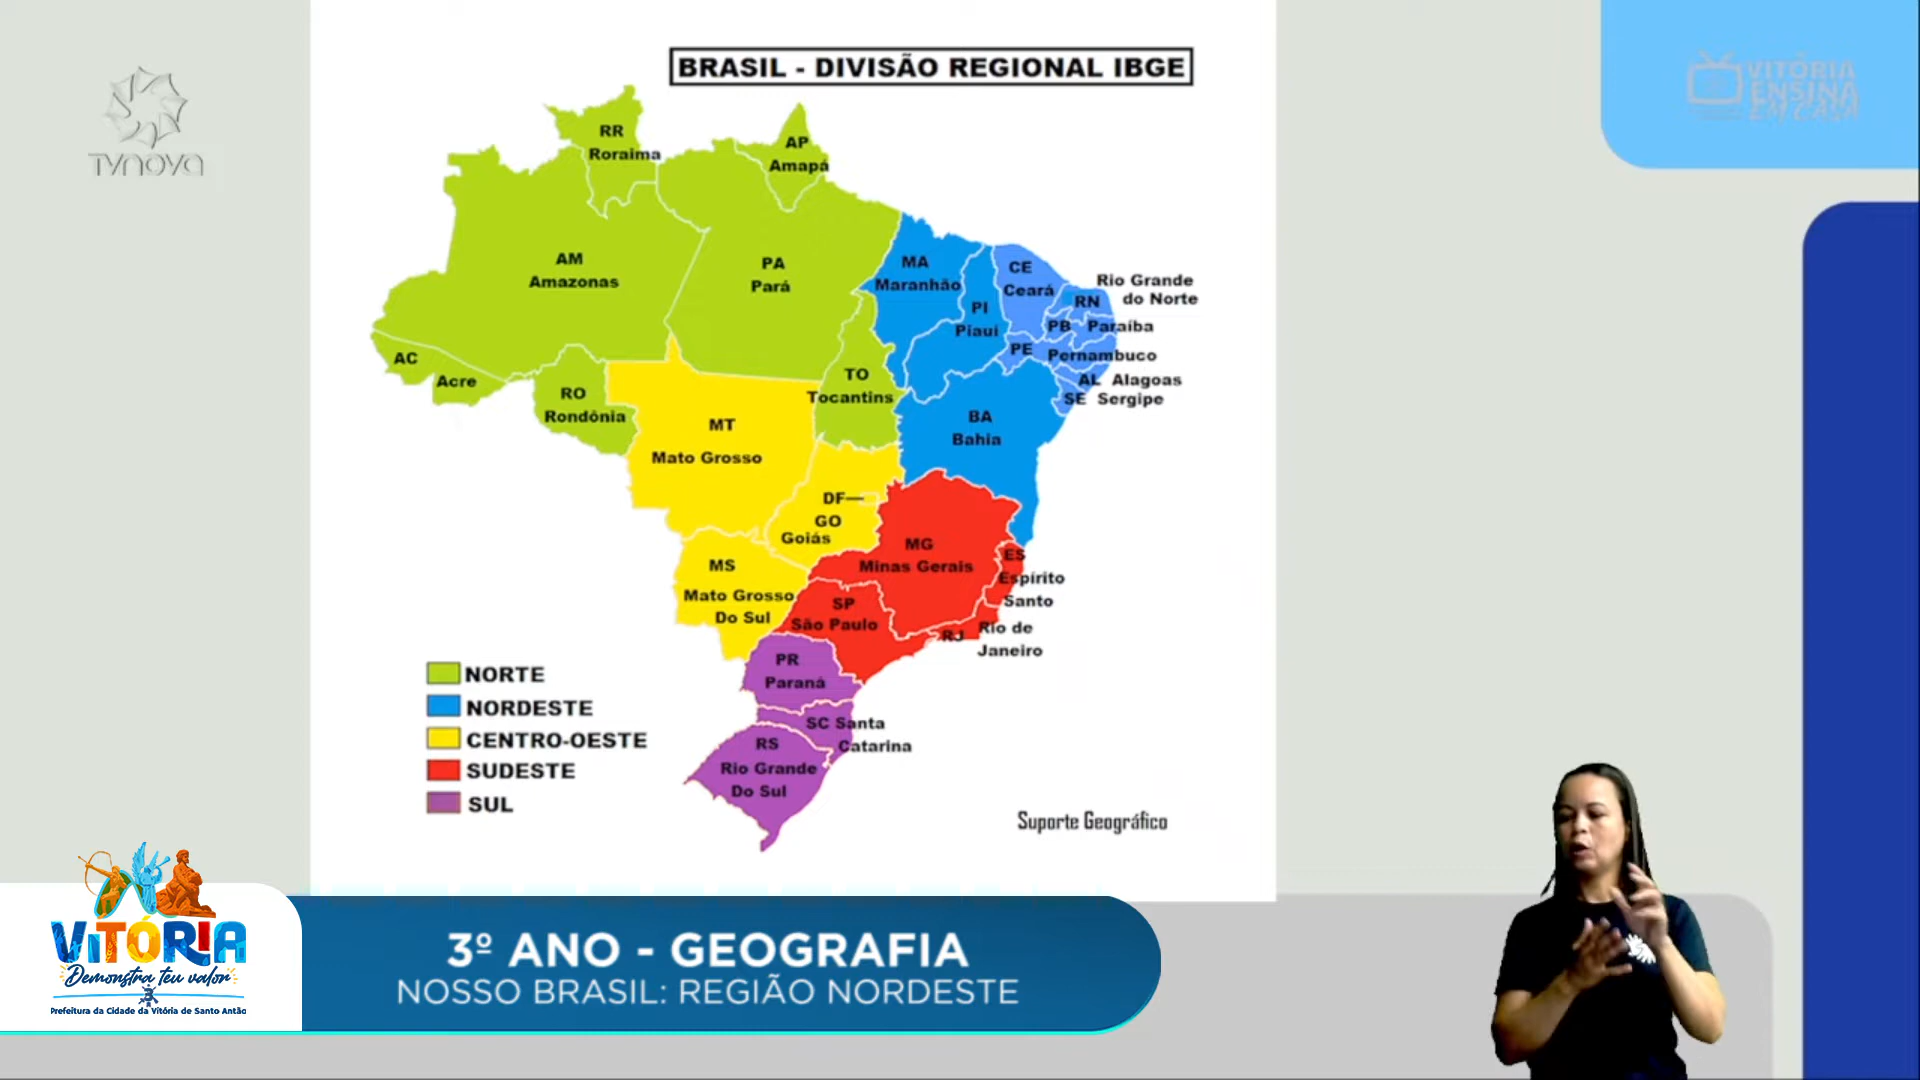 BRASIL - DIVISÃO REGIONAL IBGE
TVNOVA
VITÓRIA
ENSINA
EM CASA
RR
Roraima
AP
Amapá
AM
Amazonas
PA
Pará
MA
Maranhão
CE
Ceará
Rio Grande
do Norte
RN
PI
Piauí
PB Paraíba
PE Pernambuco
AC
Acre
AL Alagoas
SE Sergipe
RO
Rondônia
TO
Tocantins
MT
Mato Grosso
BA
Bahia
DF
GO
Goiás
MG
Minas Gerais
ES
Espírito
Santo
MS
Mato Grosso
Do Sul
SP
São Paulo
RJ Rio de
Janeiro
PR
Paraná
SC Santa
Catarina
RS
Rio Grande
Do Sul
NORTE
NORDESTE
CENTRO-OESTE
SUDESTE
SUL
Suporte Geográfico
VITÓRIA
Demonstra teu valor
Prefeitura da Cidade da Vitória de Santo Antão
3º ANO - GEOGRAFIA
NOSSO BRASIL: REGIÃO NORDESTE